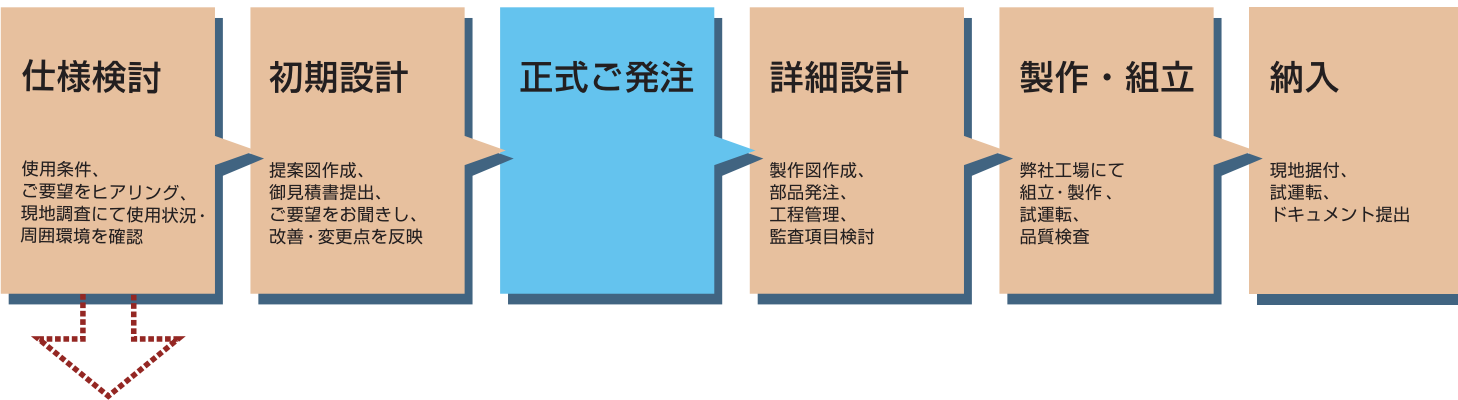 仕様検討
使用条件、
ご要望をヒアリング、
現地調査にて使用状況・
周囲環境を確認
初期設計
提案図作成、
御見積書提出、
ご要望をお聞きし、
改善・変更点を反映
正式ご発注
詳細設計
製作図作成、
部品発注、
工程管理、
監査項目検討
製作・組立
弊社工場にて
組立・製作、
試運転、
品質検査
納入
現地据付、
試運転、
ドキュメント提出